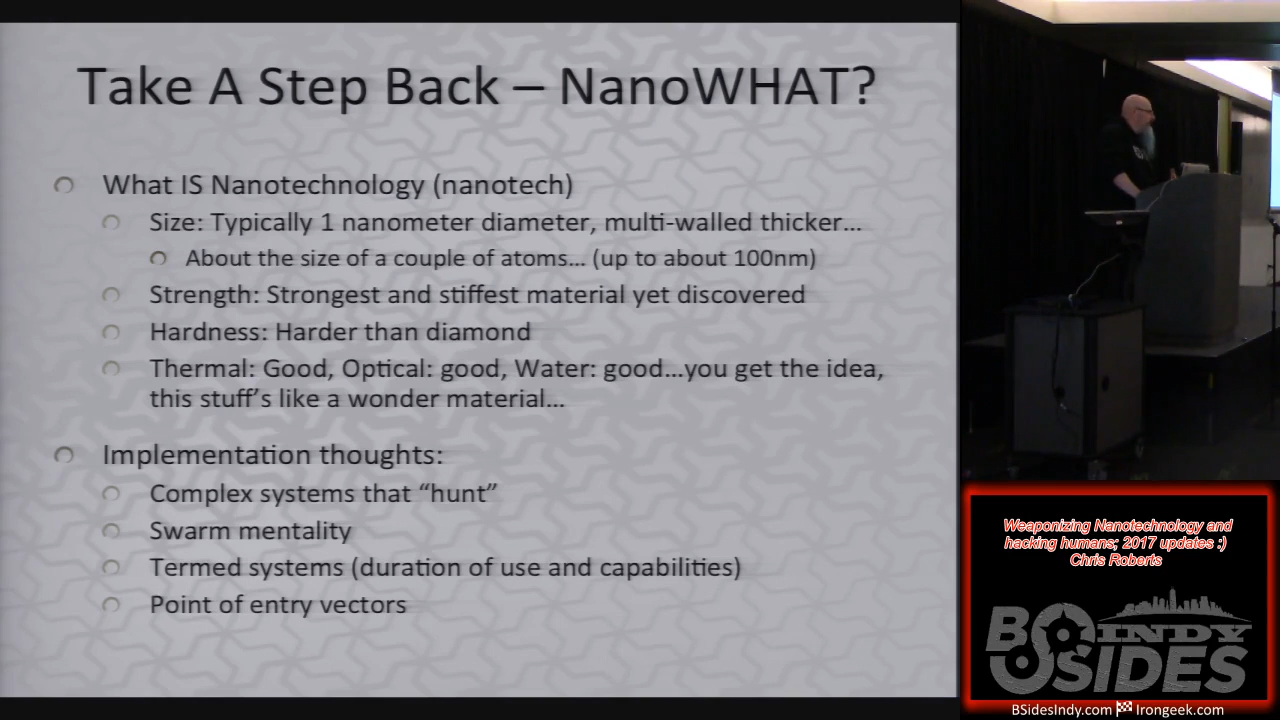 Take A Step Back – NanoWHAT?
What IS Nanotechnology (nanotech)
Size: Typically 1 nanometer diameter, multi-walled thicker...
About the size of a couple of atoms... (up to about 100nm)
Strength: Strongest and stiffest material yet discovered
Hardness: Harder than diamond
Thermal: Good, Optical: good, Water: good...you get the idea,
this stuff's like a wonder material...
Implementation thoughts:
Complex systems that “hunt”
Swarm mentality
Termed systems (duration of use and capabilities)
Point of entry vectors
Weaponizing Nanotechnology and
hacking humans; 2017 updates :)
Chris Roberts
BSIDES
INDY
BSidesIndy.com Irongeek.com